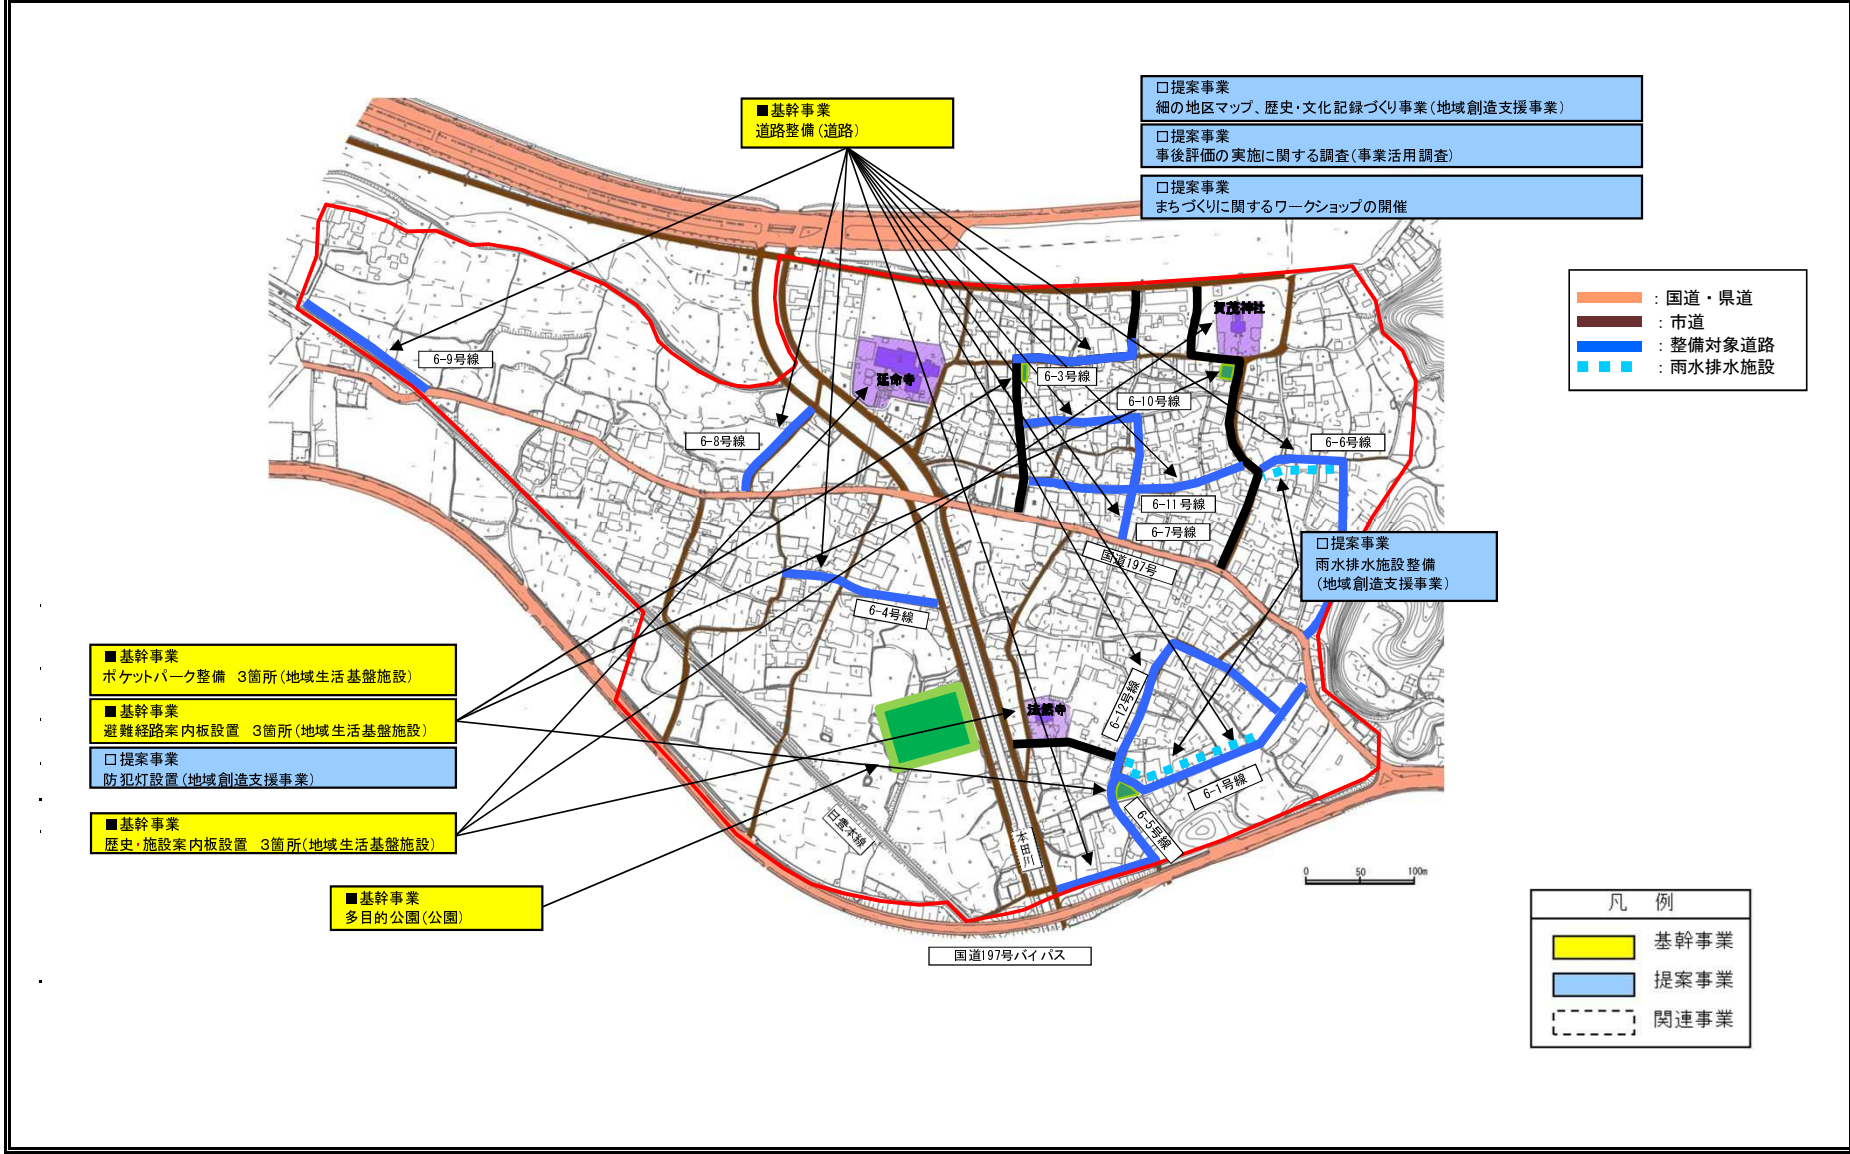 ■基幹事業
道路整備(道路)
□提案事業
細の地区マップ、歴史・文化記録づくり事業(地域創造支援事業)
□提案事業
事後評価の実施に関する調査(事業活用調査)
□提案事業
まちづくりに関するワークショップの開催
：国道・県道
：市道
：整備対象道路
：雨水排水施設
賀茂神社
延命寺
6-9号線
6-3号線
6-10号線
6-8号線
6-6号線
6-11号線
6-7号線
国道197号
□提案事業
雨水排水施設整備
(地域創造支援事業)
6-4号線
■基幹事業
ポケットパーク整備 3箇所(地域生活基盤施設)
■基幹事業
避難経路案内板設置 3箇所(地域生活基盤施設)
□提案事業
防犯灯設置(地域創造支援事業)
■基幹事業
歴史・施設案内板設置 3箇所(地域生活基盤施設)
■基幹事業
多目的公園(公園)
6-12号線
6-1号線
6-5号線
日豊本線
本田川
国道197号バイパス
0 50 100m
凡 例
基幹事業
提案事業
関連事業